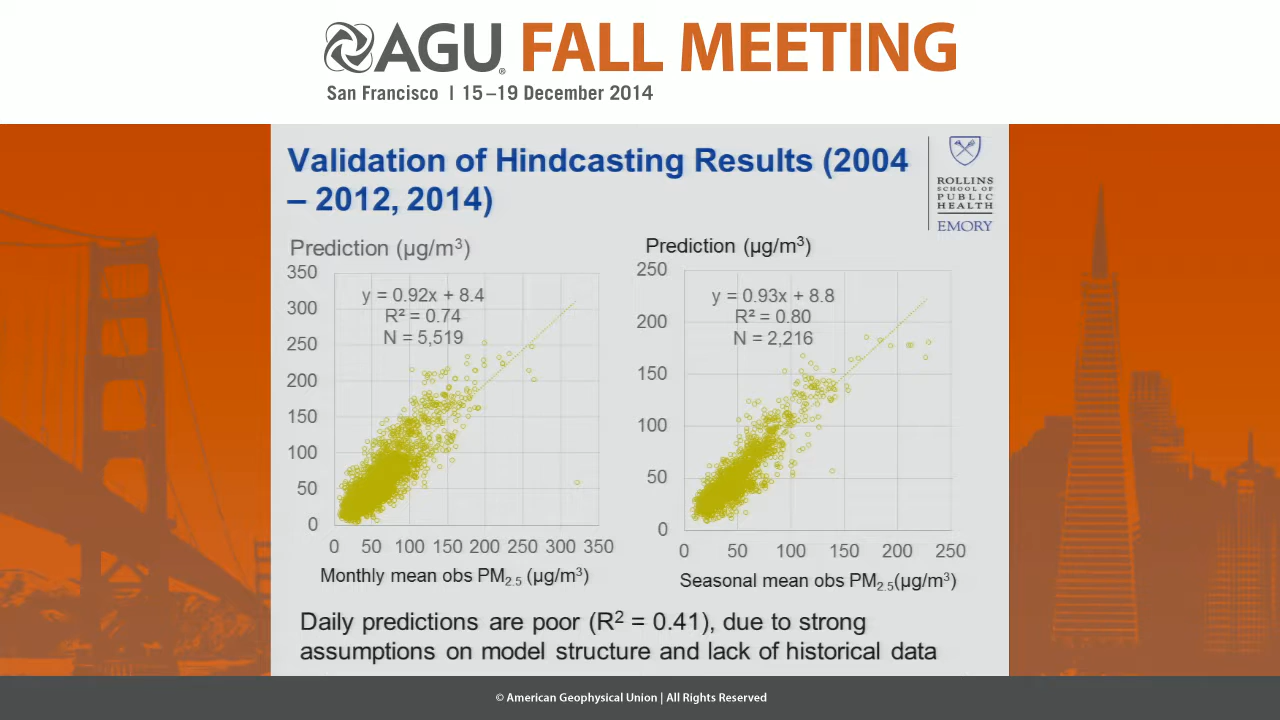 AGU FALL MEETING
San Francisco | 15–19 December 2014
Validation of Hindcasting Results (2004
– 2012, 2014)
ROLLINS
SCHOOL OF
PUBLIC
HEALTH
EMORY
Prediction (µg/m³)
350
300
250
200
150
100
50
0
y = 0.92x + 8.4
R² = 0.74
N = 5,519
0 50 100 150 200 250 300 350
Monthly mean obs PM₂.₅ (µg/m³)
Prediction (µg/m³)
250
200
150
100
50
0
y = 0.93x + 8.8
R² = 0.80
N = 2,216
0 50 100 150 200 250
Seasonal mean obs PM₂.₅(µg/m³)
Daily predictions are poor (R² = 0.41), due to strong
assumptions on model structure and lack of historical data
© American Geophysical Union | All Rights Reserved